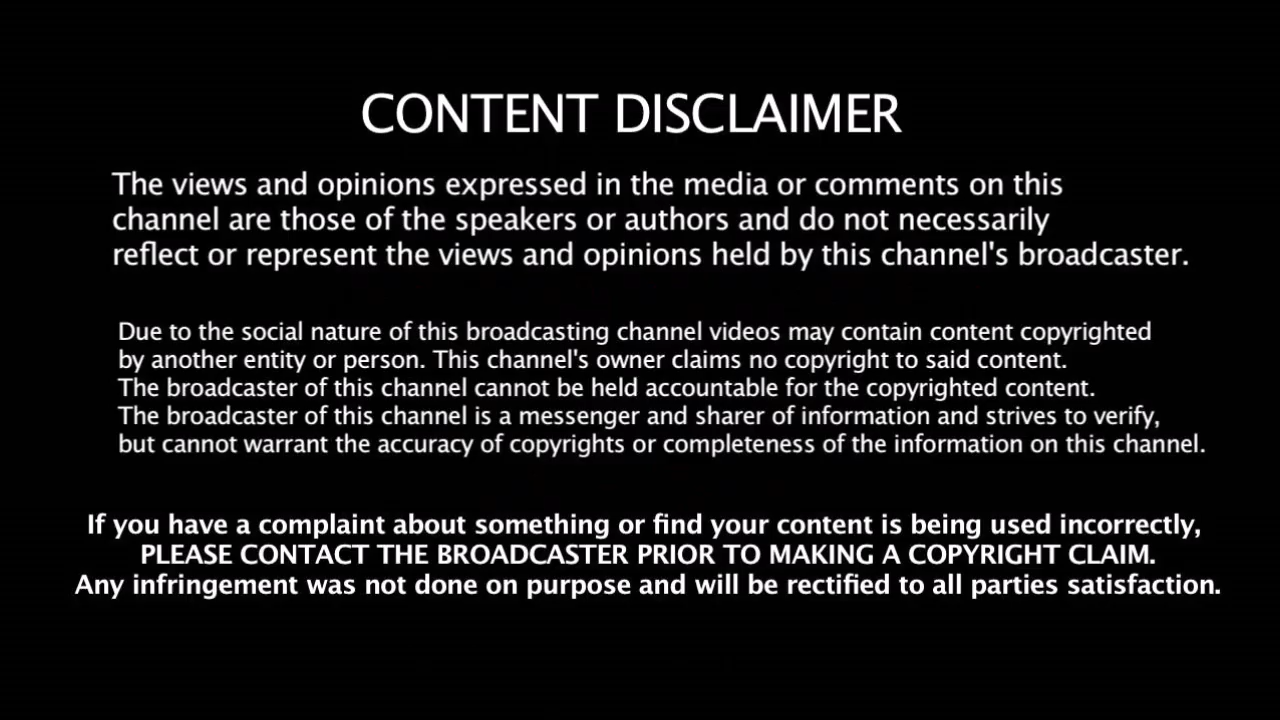 CONTENT DISCLAIMER
The views and opinions expressed in the media or comments on this
channel are those of the speakers or authors and do not necessarily
reflect or represent the views and opinions held by this channel's broadcaster.
Due to the social nature of this broadcasting channel videos may contain content copyrighted
by another entity or person. This channel's owner claims no copyright to said content.
The broadcaster of this channel cannot be held accountable for the copyrighted content.
The broadcaster of this channel is a messenger and sharer of information and strives to verify,
but cannot warrant the accuracy of copyrights or completeness of the information on this channel.
If you have a complaint about something or find your content is being used incorrectly,
PLEASE CONTACT THE BROADCASTER PRIOR TO MAKING A COPYRIGHT CLAIM.
Any infringement was not done on purpose and will be rectified to all parties satisfaction.